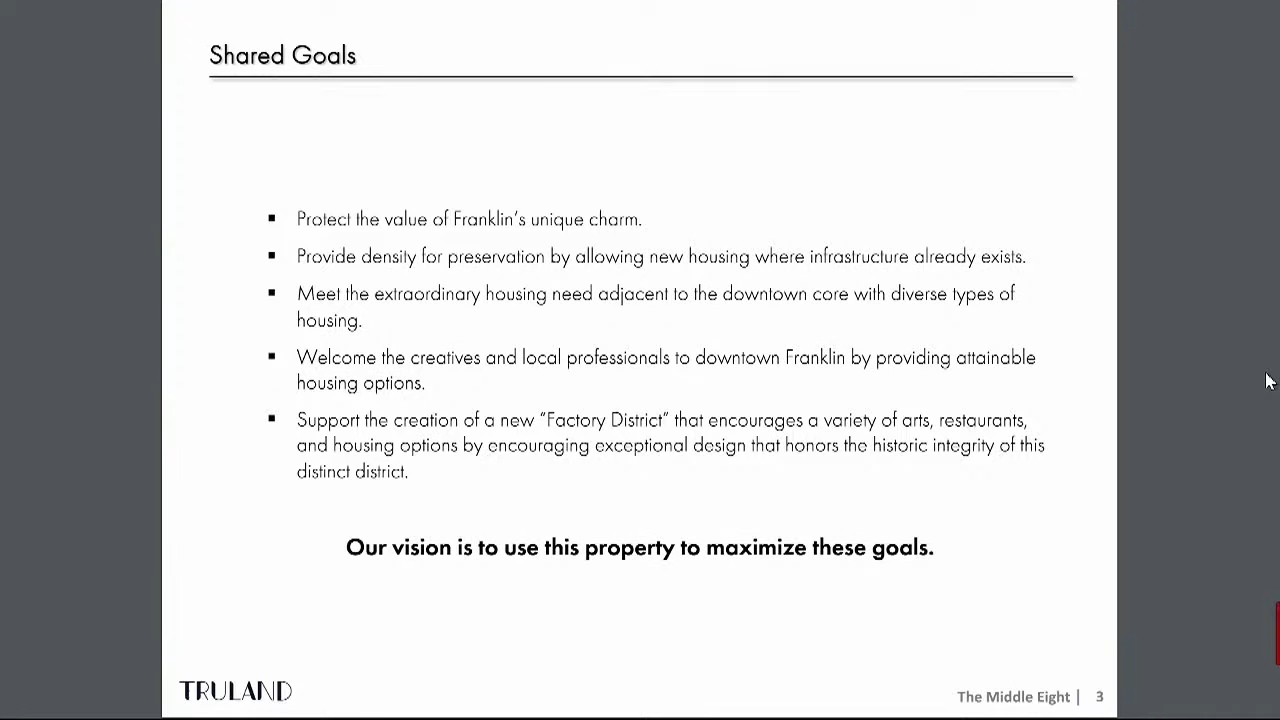 Shared Goals
▪ Protect the value of Franklin's unique charm.
▪ Provide density for preservation by allowing new housing where infrastructure already exists.
▪ Meet the extraordinary housing need adjacent to the downtown core with diverse types of
housing.
▪ Welcome the creatives and local professionals to downtown Franklin by providing attainable
housing options.
▪ Support the creation of a new “Factory District” that encourages a variety of arts, restaurants,
and housing options by encouraging exceptional design that honors the historic integrity of this
distinct district.
Our vision is to use this property to maximize these goals.
TRULAND
The Middle Eight | 3